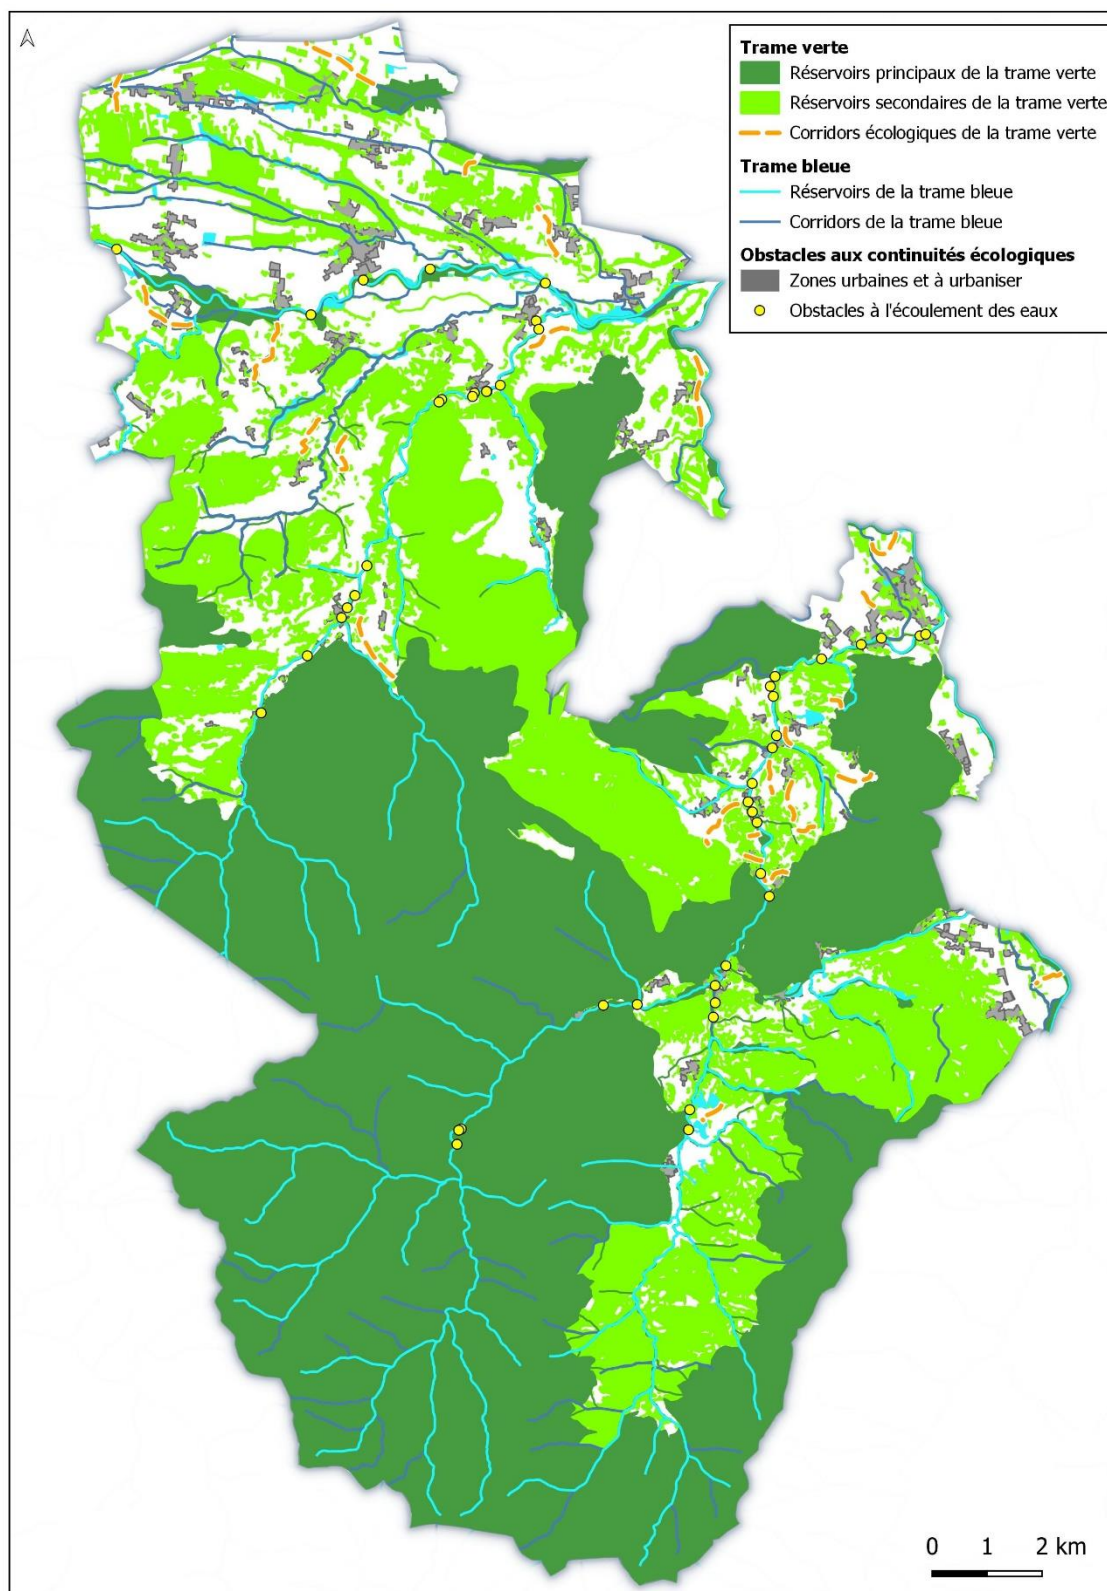 Trame verte
Réservoirs principaux de la trame verte
Réservoirs secondaires de la trame verte
Corridors écologiques de la trame verte
Trame bleue
Réservoirs de la trame bleue
Corridors de la trame bleue
Obstacles aux continuités écologiques
Zones urbaines et à urbaniser
Obstacles à l'écoulement des eaux
0 1 2 km